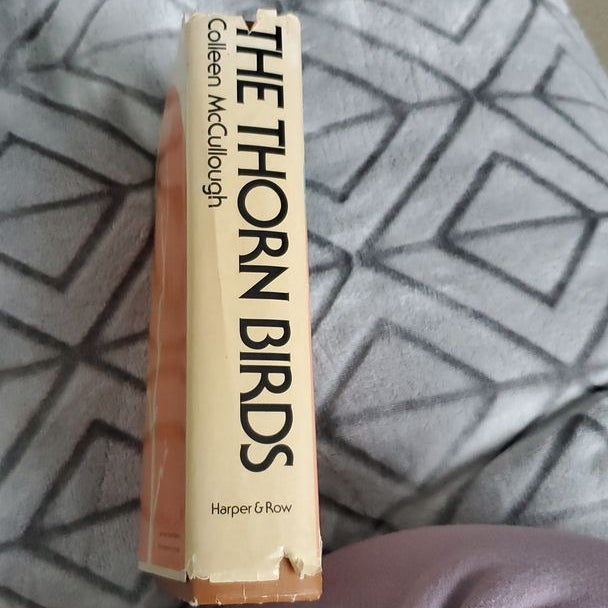 THE THORN BIRDS
Colleen McCullough
Harper & Row